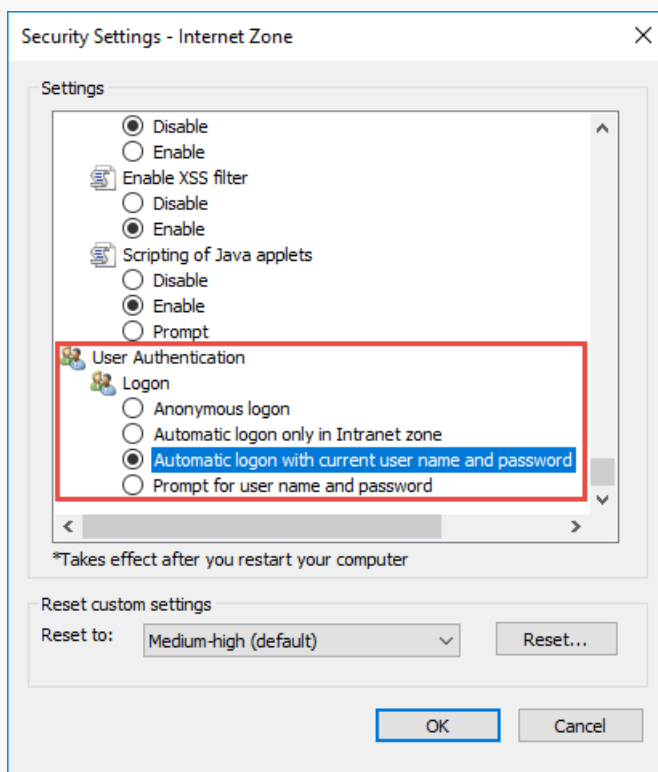 Security Settings - Internet Zone
Settings
Disable
Enable
Enable XSS filter
Disable
Enable
Scripting of Java applets
Disable
Enable
Prompt
User Authentication
Logon
Anonymous logon
Automatic logon only in Intranet zone
Automatic logon with current user name and password
Prompt for user name and password
*Takes effect after you restart your computer
Reset custom settings
Reset to: Medium-high (default) Reset...
OK Cancel